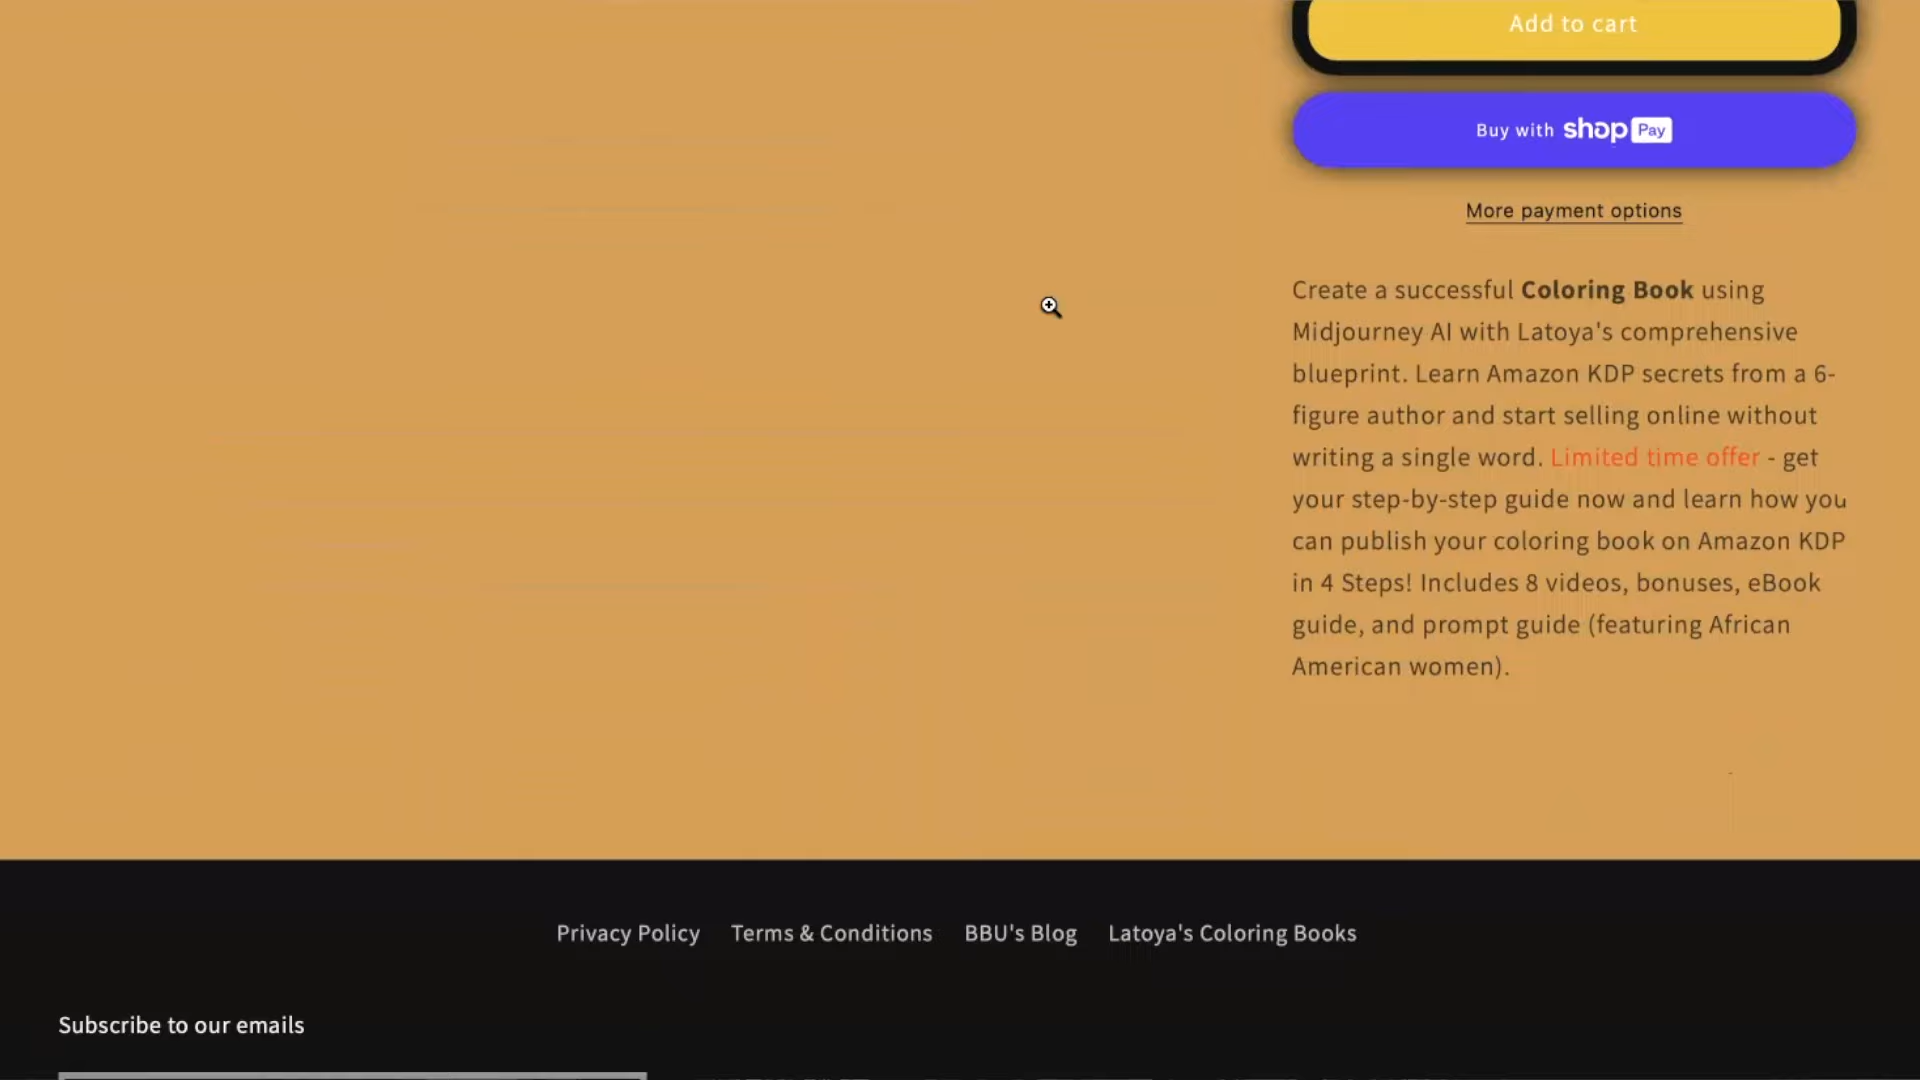 Add to cart
Buy with shop Pay
More payment options
Create a successful Coloring Book using
Midjourney AI with Latoya's comprehensive
blueprint. Learn Amazon KDP secrets from a 6-
figure author and start selling online without
writing a single word. Limited time offer - get
your step-by-step guide now and learn how you
can publish your coloring book on Amazon KDP
in 4 Steps! Includes 8 videos, bonuses, eBook
guide, and prompt guide (featuring African
American women).
Privacy Policy Terms & Conditions BBU's Blog Latoya's Coloring Books
Subscribe to our emails